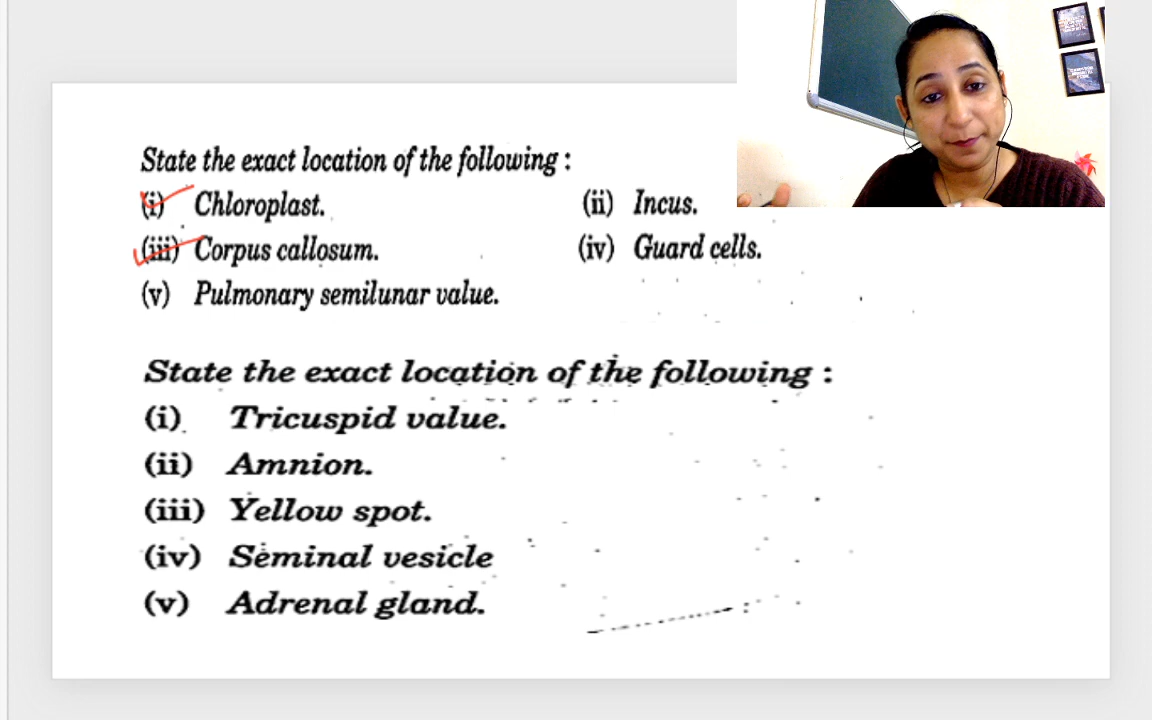 State the exact location of the following :
(i) Chloroplast. (ii) Incus.
(iii) Corpus callosum. (iv) Guard cells.
(v) Pulmonary semilunar value.
State the exact location of the following :
(i) Tricuspid value.
(ii) Amnion.
(iii) Yellow spot.
(iv) Seminal vesicle
(v) Adrenal gland.